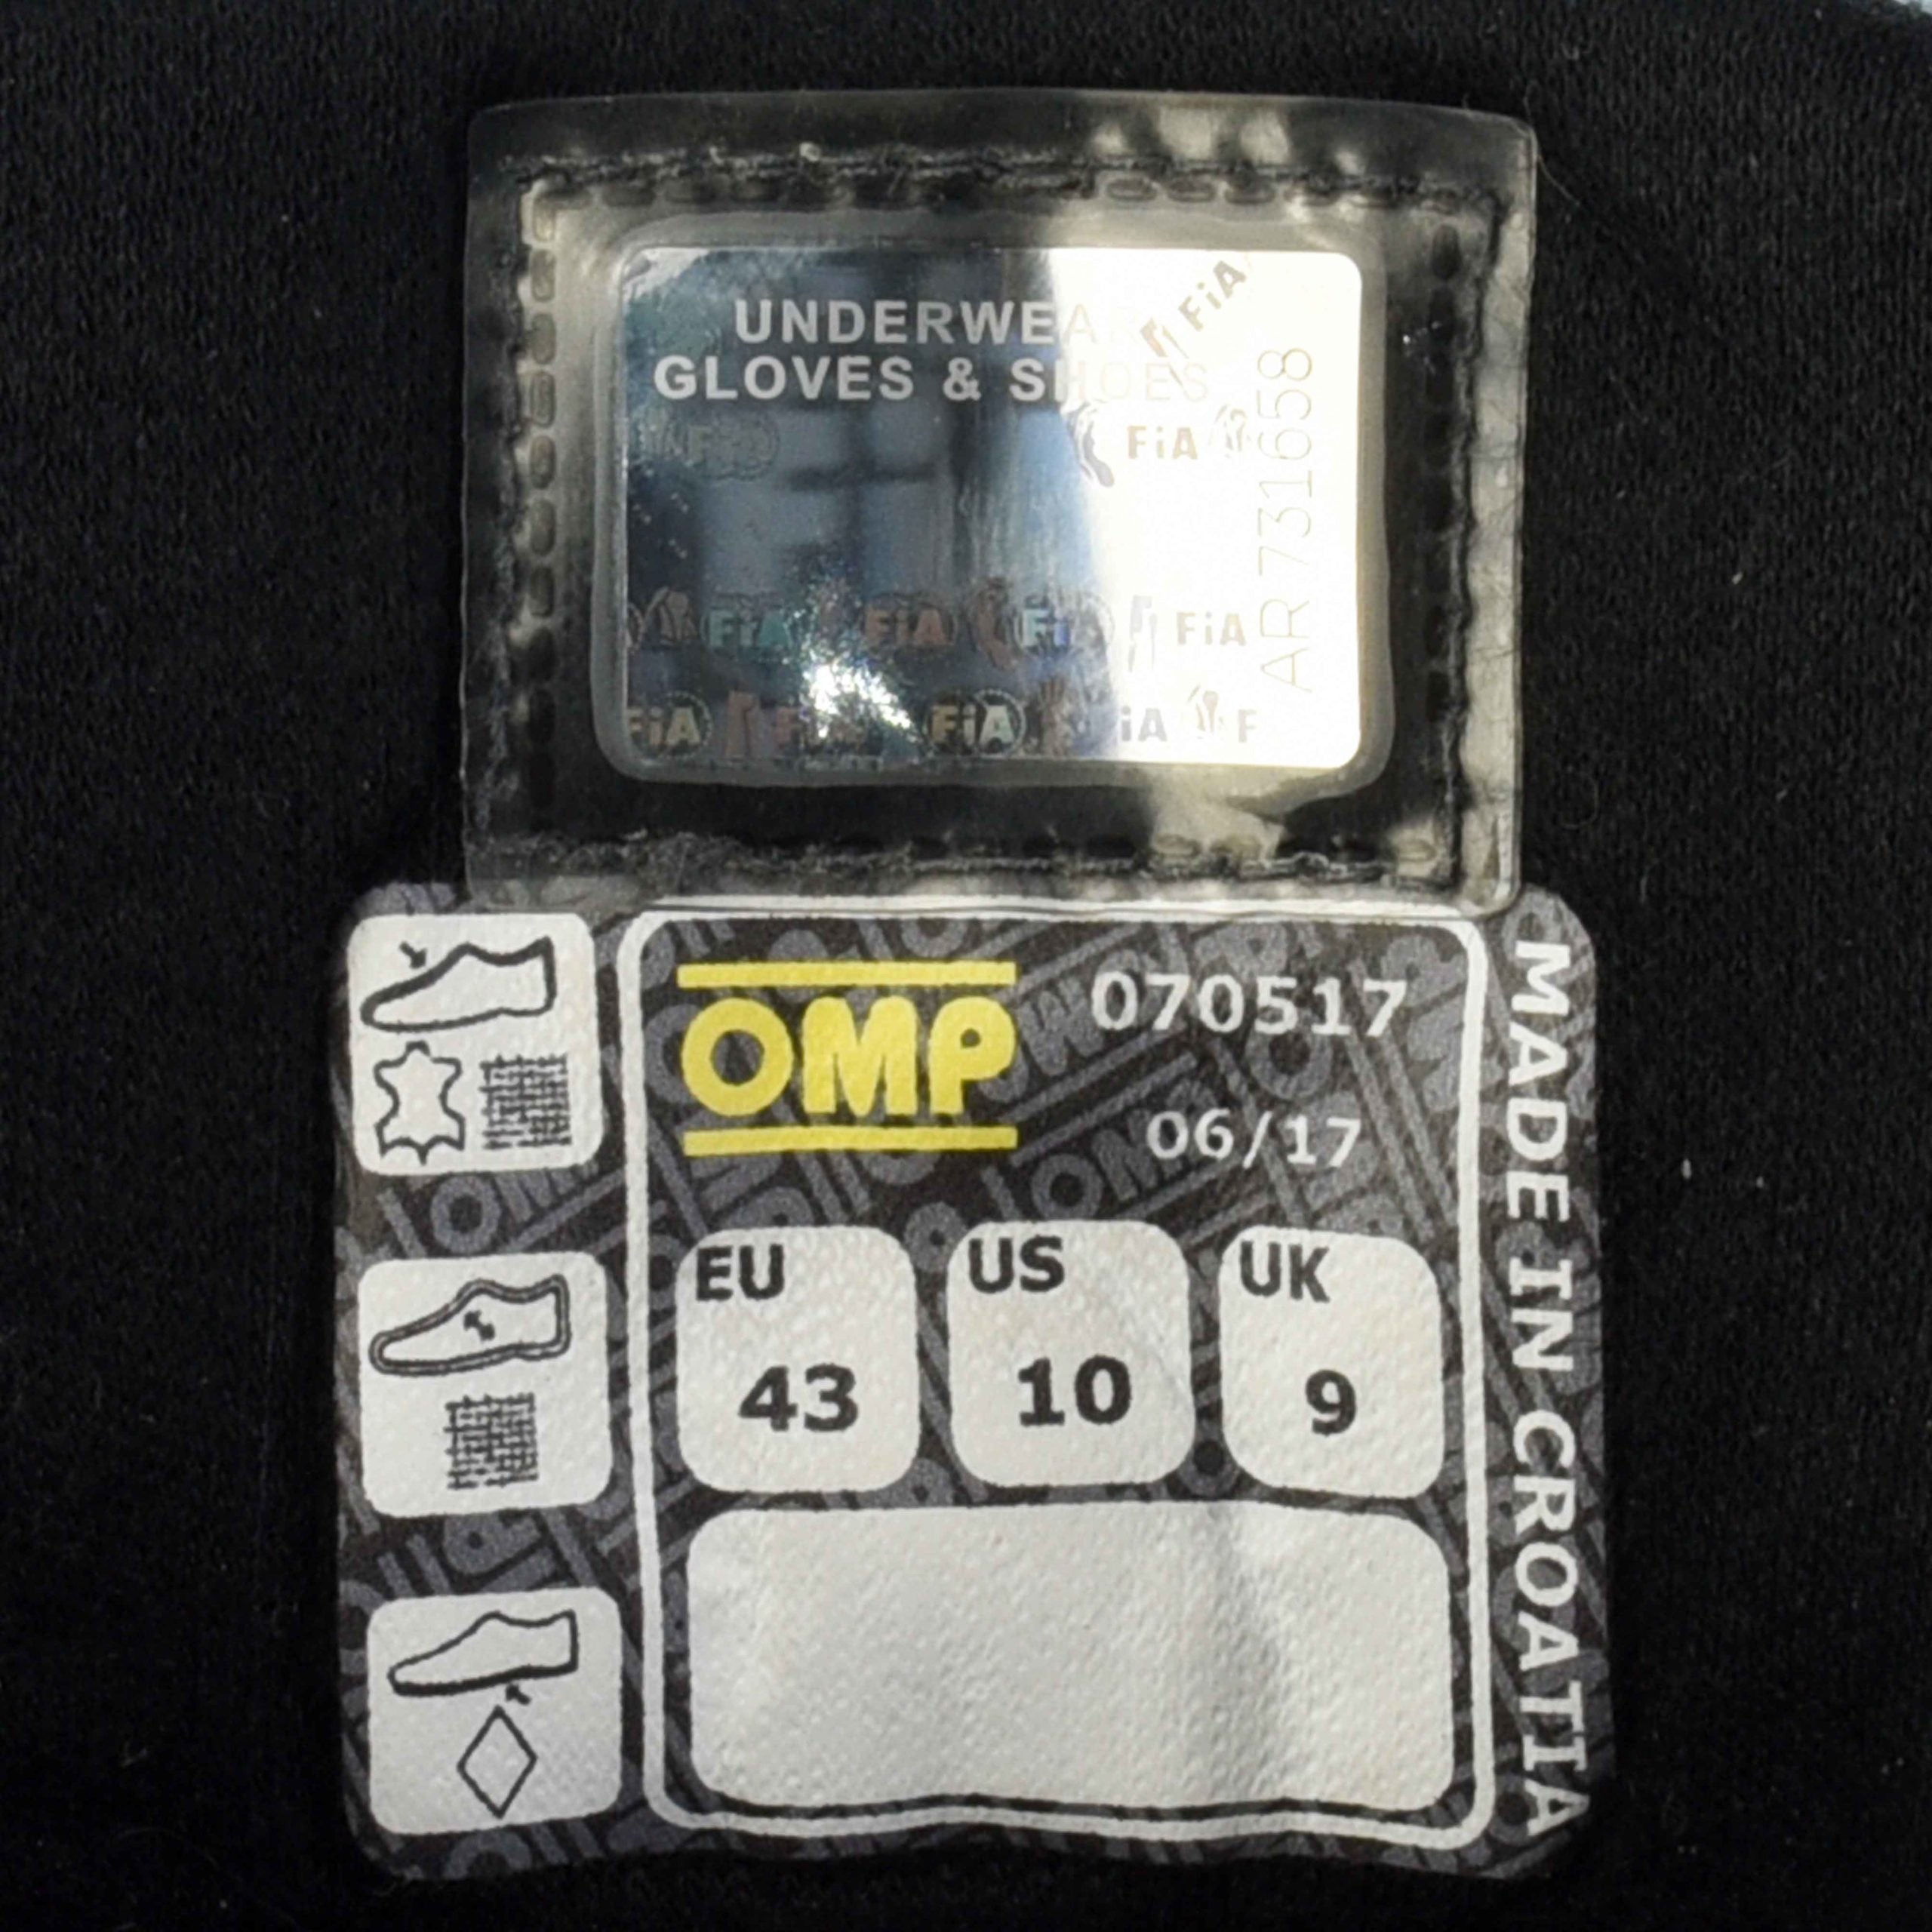 UNDERWEAR
GLOVES & SHOES
FiA
FiA
AR 731658
FiA FiA FiA FiA
FiA FiA FiA iA F
OMP
070517
06/17
EU
43
US
10
UK
9
MADE IN CROATIA